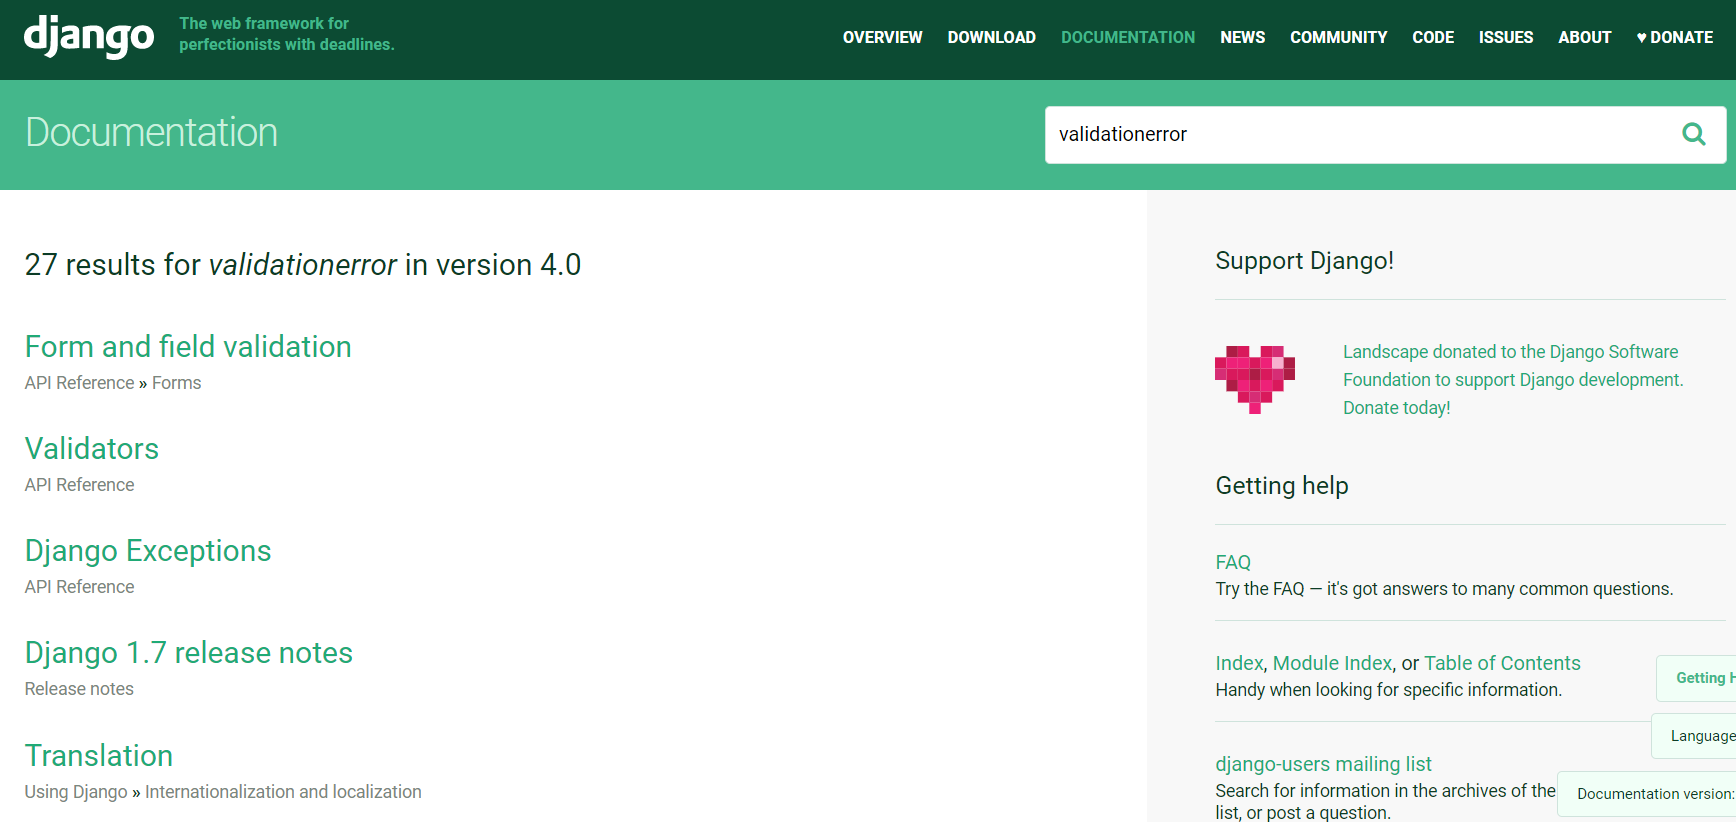 django
The web framework for
perfectionists with deadlines.
OVERVIEW DOWNLOAD DOCUMENTATION NEWS COMMUNITY CODE ISSUES ABOUT ♥ DONATE
Documentation
validationerror
27 results for validationerror in version 4.0
Form and field validation
API Reference » Forms
Validators
API Reference
Django Exceptions
API Reference
Django 1.7 release notes
Release notes
Translation
Using Django » Internationalization and localization
Support Django!
Landscape donated to the Django Software
Foundation to support Django development.
Donate today!
Getting help
FAQ
Try the FAQ — it's got answers to many common questions.
Index, Module Index, or Table of Contents
Handy when looking for specific information.
django-users mailing list
Search for information in the archives of the
list, or post a question.
Getting H
Language
Documentation version: